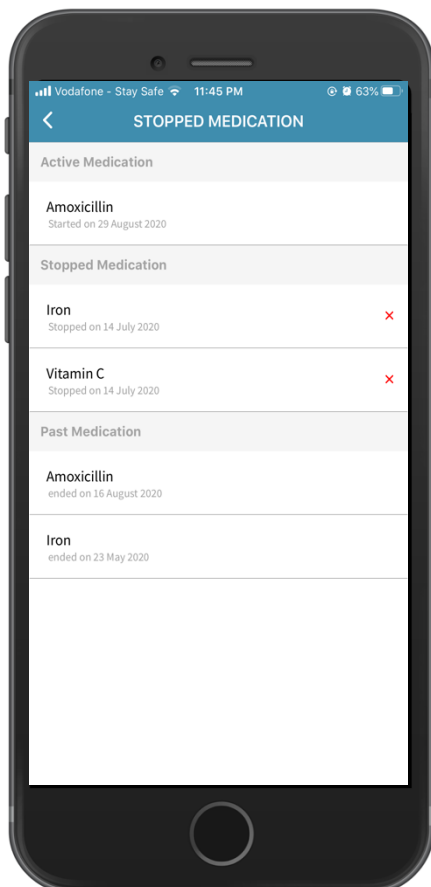 Vodafone - Stay Safe 11:45 PM 63%
STOPPED MEDICATION
Active Medication
Amoxicillin
Started on 29 August 2020
Stopped Medication
Iron
Stopped on 14 July 2020
Vitamin C
Stopped on 14 July 2020
Past Medication
Amoxicillin
ended on 16 August 2020
Iron
ended on 23 May 2020